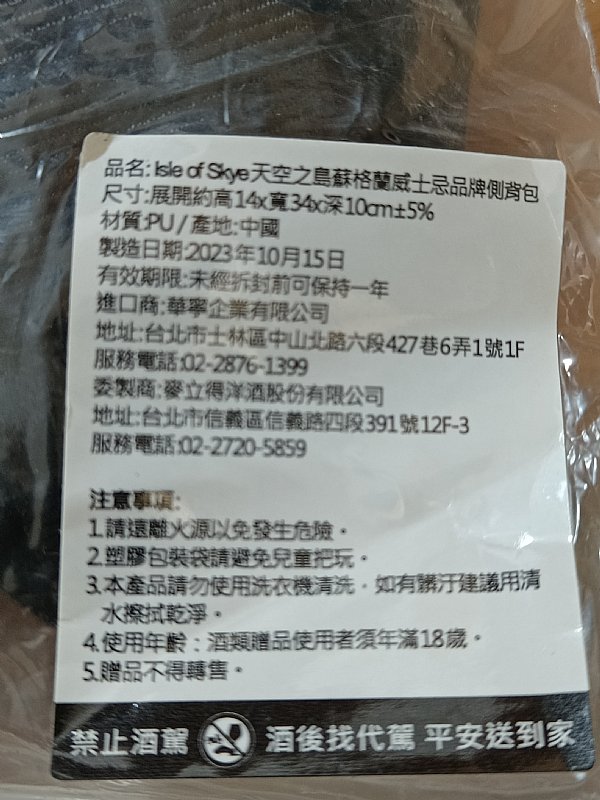 品名: Isle of Skye天空之島蘇格蘭威士忌品牌側背包
尺寸:展開約高14x寬34x深10cm±5%
材質:PU / 產地:中國
製造日期:2023年10月15日
有效期限:未經拆封前可保持一年
進口商:華寧企業有限公司
地址:台北市士林區中山北路六段427巷6弄1號1F
服務電話:02-2876-1399
委製商:麥立得洋酒股份有限公司
地址:台北市信義區信義路四段391號12F-3
服務電話:02-2720-5859
注意事項:
1.請遠離火源以免發生危險。
2.塑膠包裝袋請避免兒童把玩。
3.本產品請勿使用洗衣機清洗，如有髒汙建議用清
水擦拭乾淨。
4.使用年齡：酒類贈品使用者須年滿18歲。
5.贈品不得轉售。
禁止酒駕 酒後找代駕 平安送到家